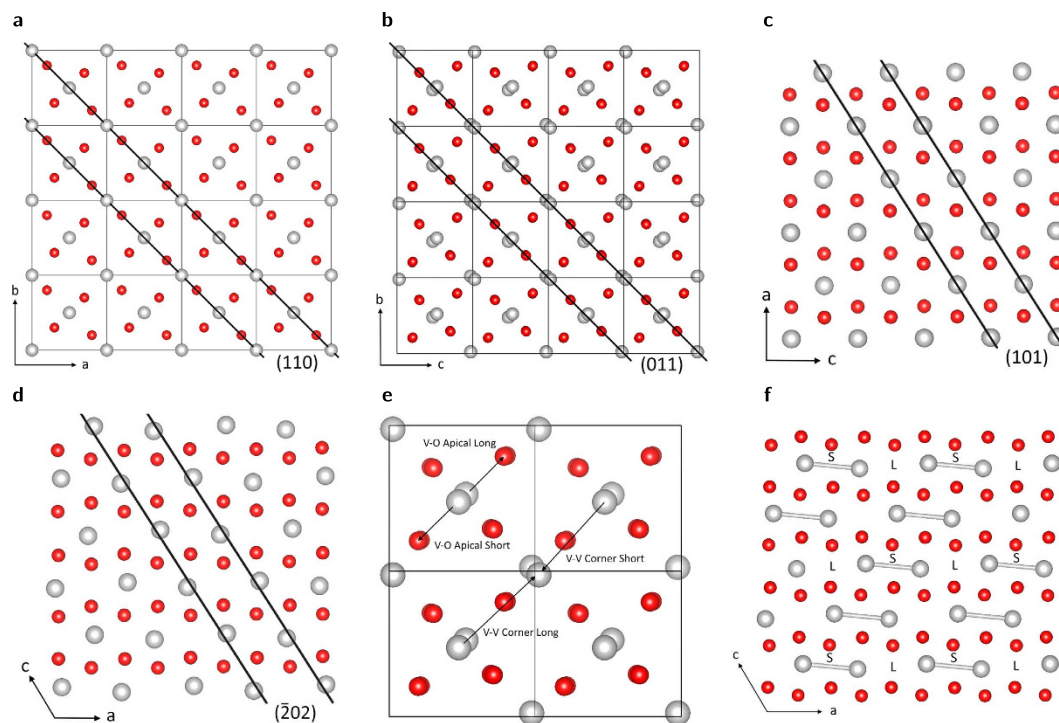 a
b
a
(110)
b
b
c
(011)
c
a
c
(101)
d
c
a
(2̄02)
e
V-O Apical Long
V-O Apical Short
V-V Corner Short
V-V Corner Long
f
S S
L L
S S
L L
S S
L L
c
a